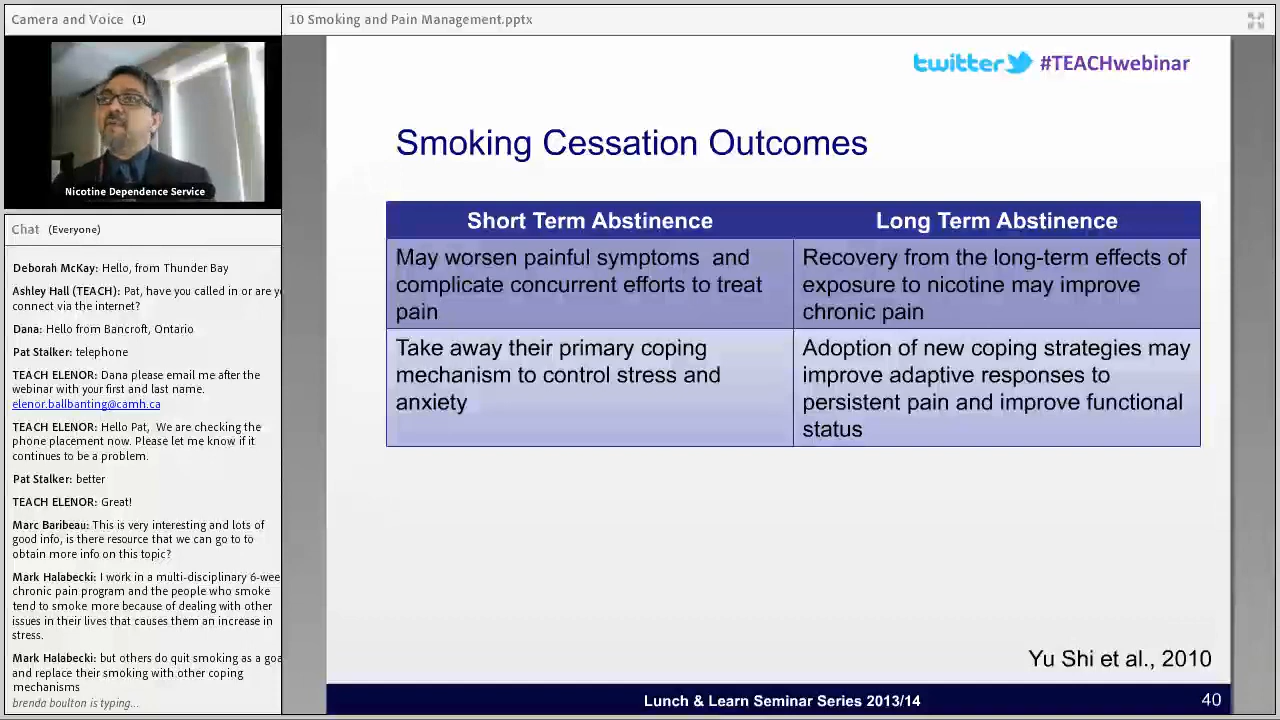 Camera and Voice (1)
10 Smoking and Pain Management.pptx
Nicotine Dependence Service
Chat (Everyone)
Deborah McKay: Hello, from Thunder Bay
Ashley Hall (TEACH): Pat, have you called in or are y
connect via the internet?
Dana: Hello from Bancroft, Ontario
Pat Stalker: telephone
TEACH ELENOR: Dana please email me after the
webinar with your first and last name.
elenor.ballbanting@camh.ca
TEACH ELENOR: Hello Pat, We are checking the
phone placement now. Please let me know if it
continues to be a problem.
Pat Stalker: better
TEACH ELENOR: Great!
Marc Baribeau: This is very interesting and lots of
good info, is there resource that we can go to to
obtain more info on this topic?
Mark Halabecki: I work in a multi-disciplinary 6-wee
chronic pain program and the people who smoke
tend to smoke more because of dealing with other
issues in their lives that causes them an increase in
stress.
Mark Halabecki: but others do quit smoking as a goa
and replace their smoking with other coping
mechanisms
brenda boulton is typing...
twitter #TEACHwebinar
Smoking Cessation Outcomes
Short Term Abstinence
Long Term Abstinence
May worsen painful symptoms and
complicate concurrent efforts to treat
pain
Recovery from the long-term effects of
exposure to nicotine may improve
chronic pain
Take away their primary coping
mechanism to control stress and
anxiety
Adoption of new coping strategies may
improve adaptive responses to
persistent pain and improve functional
status
Yu Shi et al., 2010
Lunch & Learn Seminar Series 2013/14
40